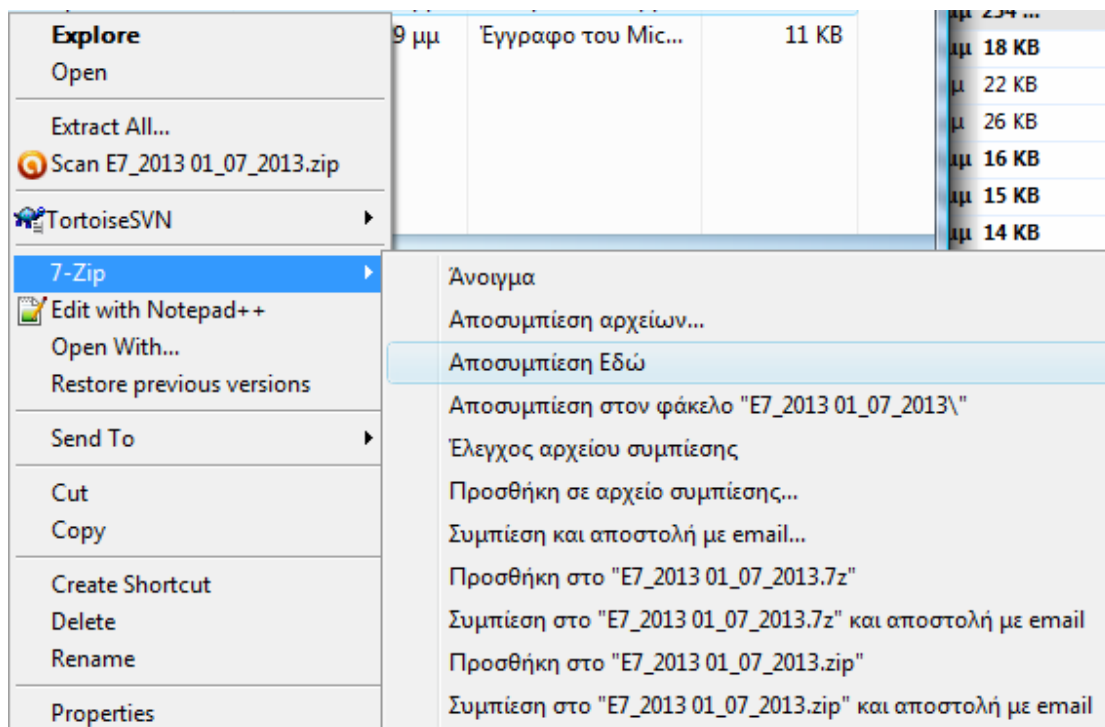 Explore
Open
Extract All...
Scan E7_2013 01_07_2013.zip
TortoiseSVN
7-Zip
Edit with Notepad++
Open With...
Restore previous versions
Send To
Cut
Copy
Create Shortcut
Delete
Rename
Properties
9 μμ Έγγραφο του Mic... 11 KB
μμ 18 KB
μ 22 KB
μ 26 KB
μμ 16 KB
μμ 15 KB
μμ 14 KB
Άνοιγμα
Αποσυμπίεση αρχείων...
Αποσυμπίεση Εδώ
Αποσυμπίεση στον φάκελο "E7_2013 01_07_2013\"
Έλεγχος αρχείου συμπίεσης
Προσθήκη σε αρχείο συμπίεσης...
Συμπίεση και αποστολή με email...
Προσθήκη στο "E7_2013 01_07_2013.7z"
Συμπίεση στο "E7_2013 01_07_2013.7z" και αποστολή με email
Προσθήκη στο "E7_2013 01_07_2013.zip"
Συμπίεση στο "E7_2013 01_07_2013.zip" και αποστολή με email